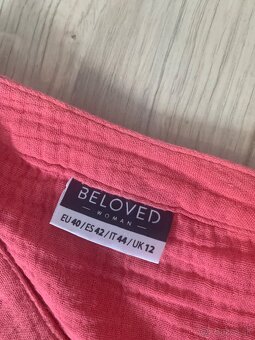 BELOVED
WOMAN
EU 40 / ES 42 / IT 44 / UK 12